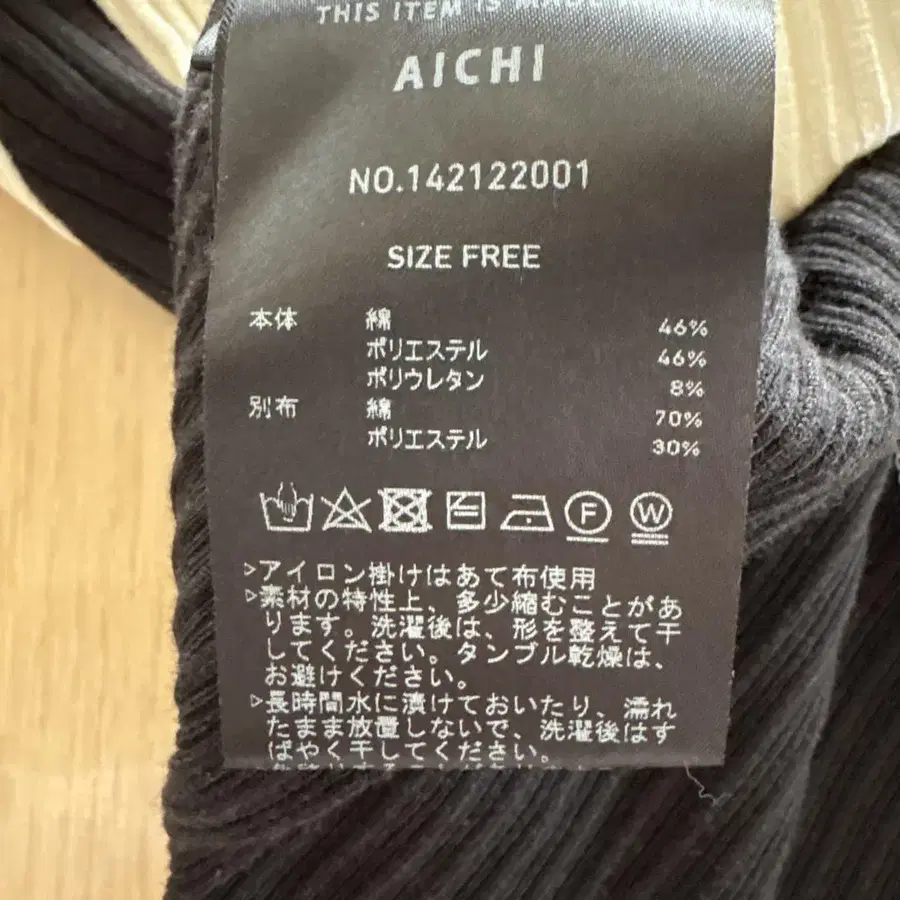 THIS ITEM IS MADE
AICHI
NO.142122001
SIZE FREE
本体 綿 46%
ポリエステル 46%
ポリウレタン 8%
別布 綿 70%
ポリエステル 30%
F W
▷アイロン掛けはあて布使用
▷素材の特性上、多少縮むことがあ
ります。洗濯後は、形を整えて干
してください。タンブル乾燥は、
お避けください。
▷長時間水に漬けておいたり、濡れ
たまま放置しないで、洗濯後はす
ばやく干してください。